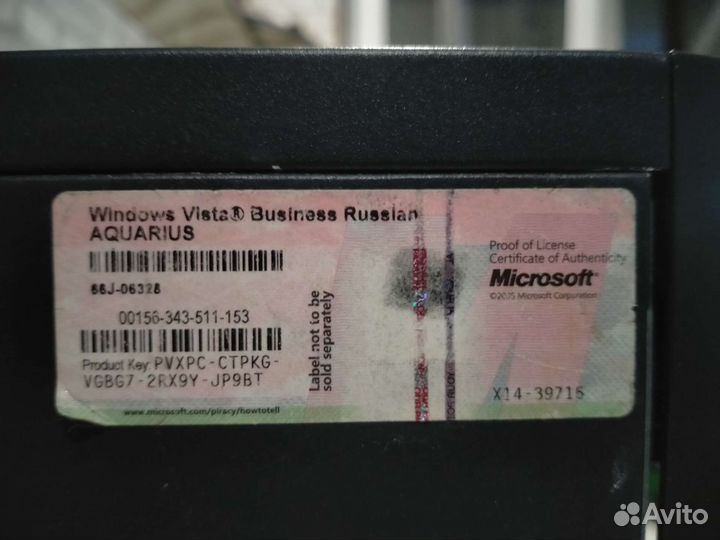 Windows Vista® Business Russian
AQUARIUS
66J-06328
00156-343-511-153
Product Key: PVXPC-CTPKG-
VGBG7-2RX9Y-JP9BT
www.microsoft.com/piracy/howtotell
Label not to be
sold separately
Proof of License
Certificate of Authenticity
Microsoft
©2005 Microsoft Corporation
X14-39715
Avito